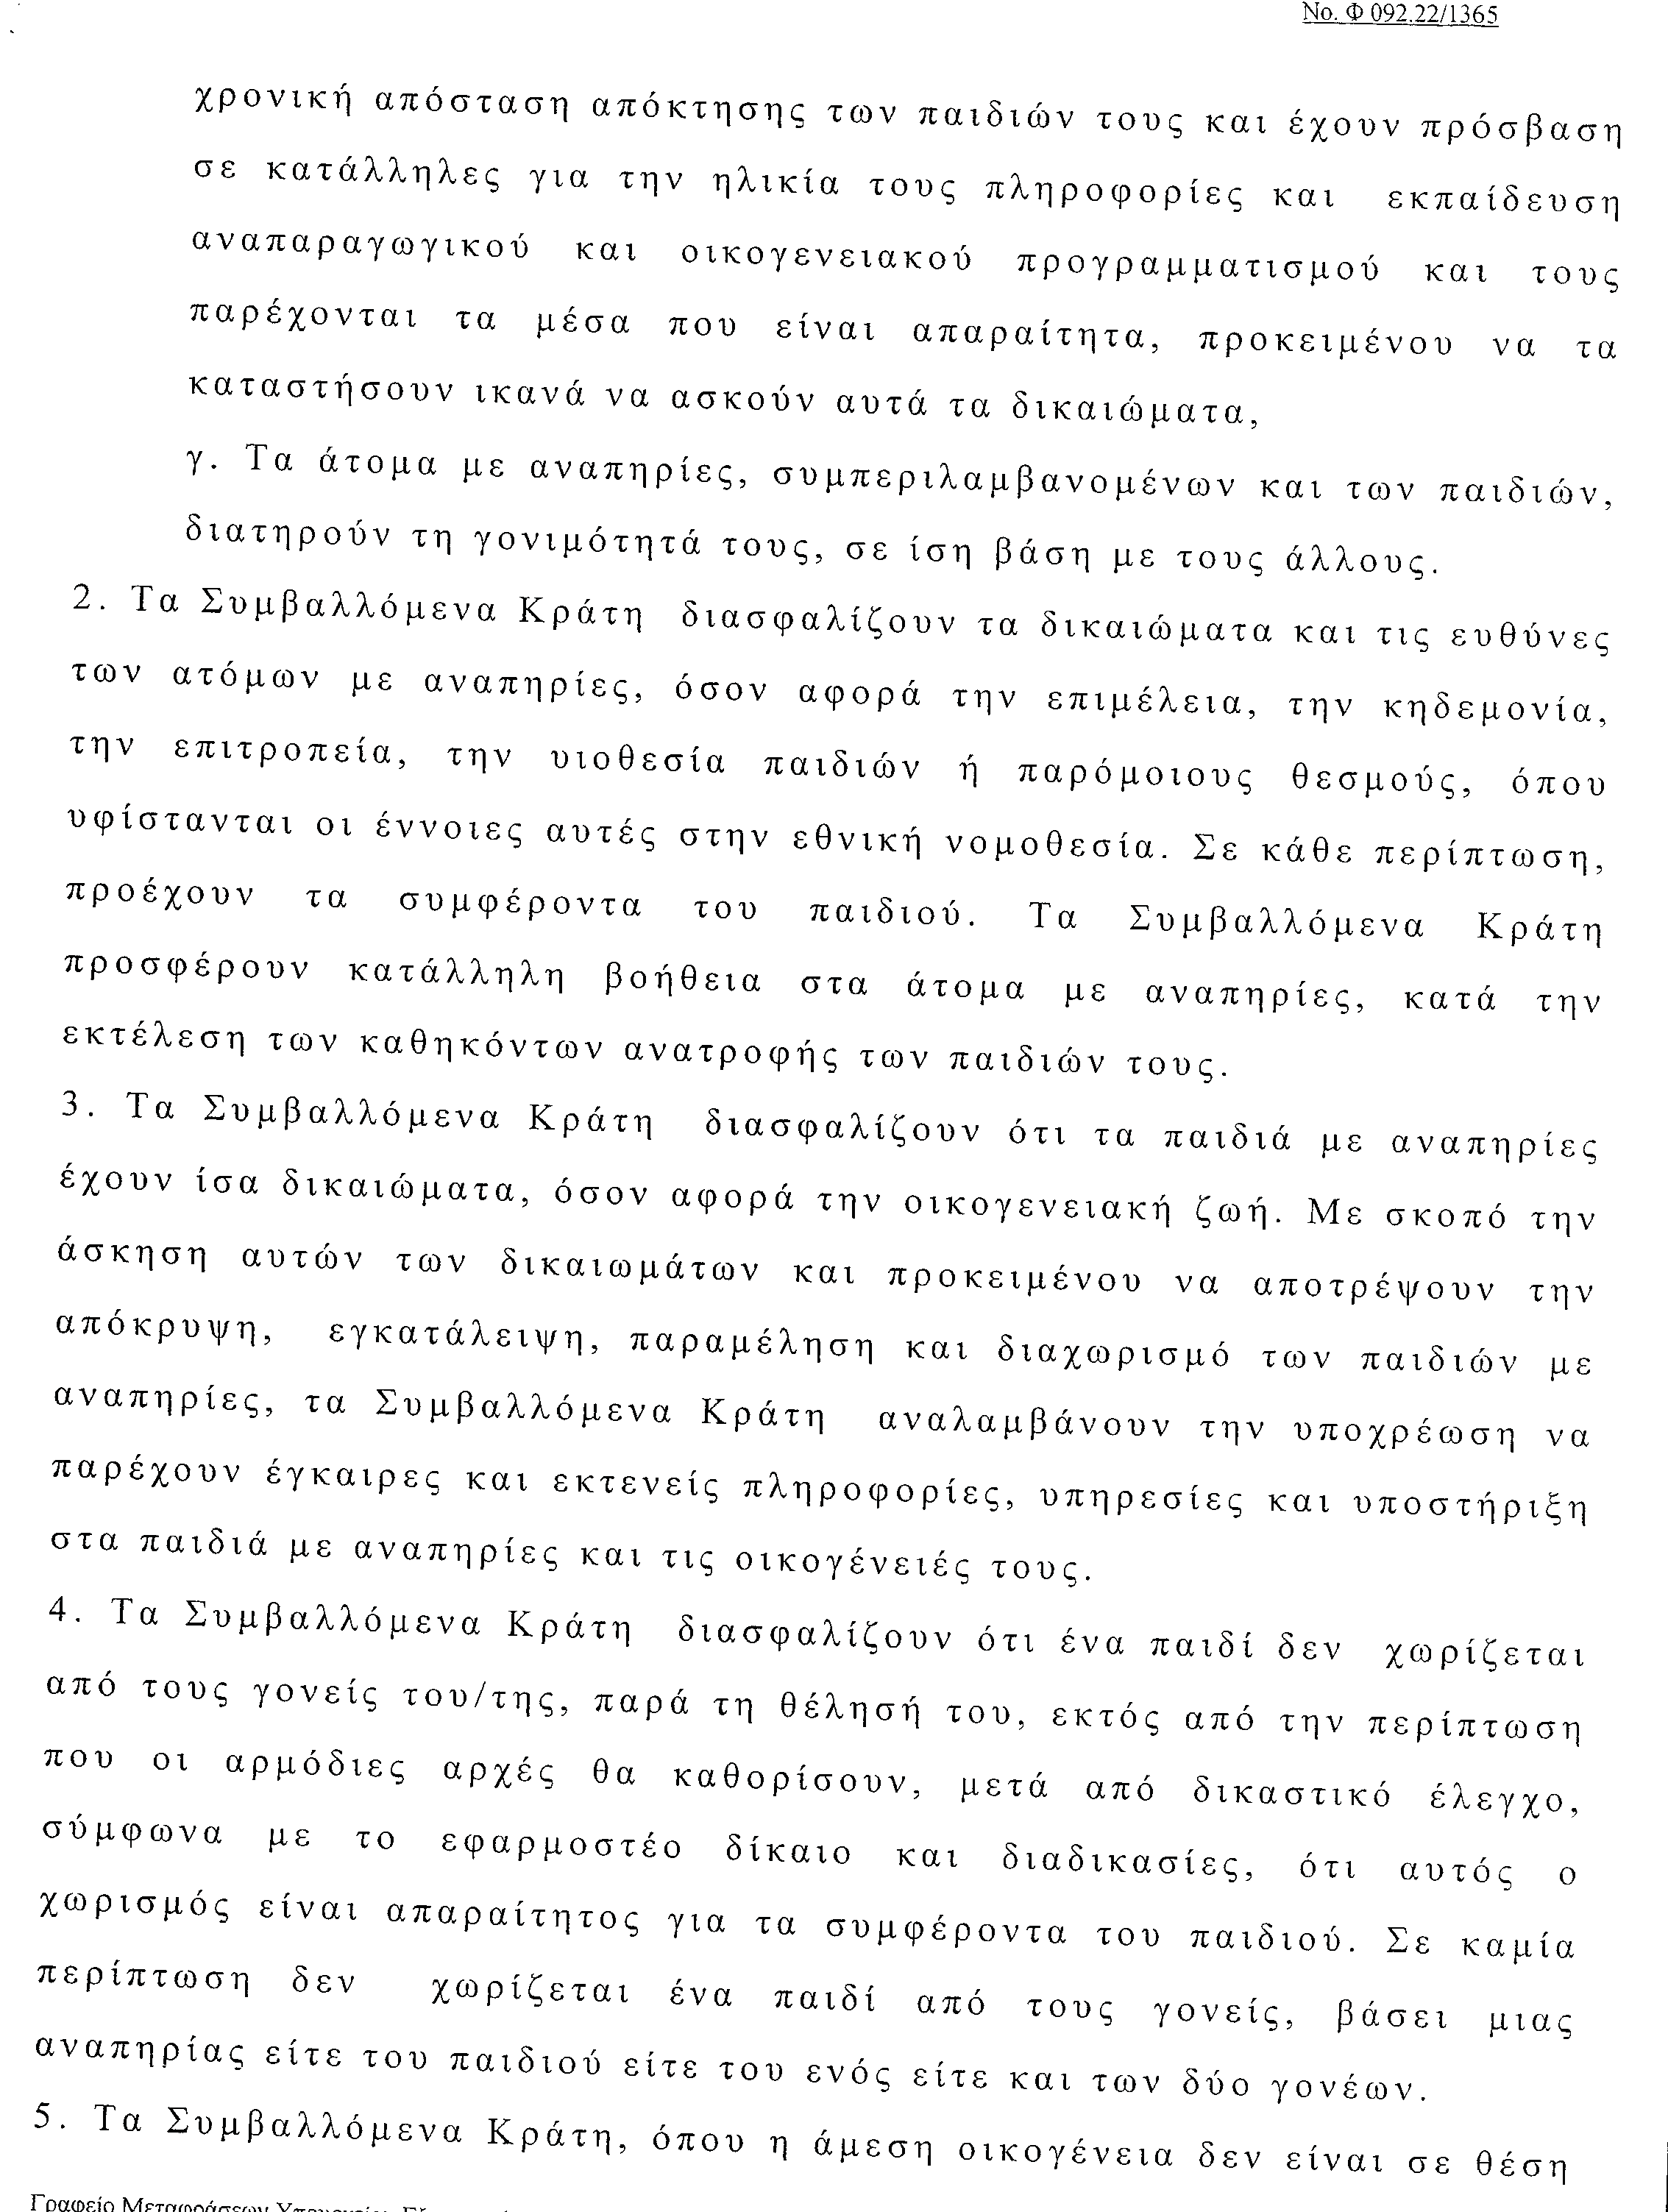 Νο. Φ 092.22/1365
χρονική απόσταση απόκτησης των παιδιών τους και έχουν πρόσβαση
σε κατάλληλες για την ηλικία τους πληροφορίες και εκπαίδευση
αναπαραγωγικού και οικογενειακού προγραμματισμού και τους
παρέχονται τα μέσα που είναι απαραίτητα, προκειμένου να τα
καταστήσουν ικανά να ασκούν αυτά τα δικαιώματα,
γ. Τα άτομα με αναπηρίες, συμπεριλαμβανομένων και των παιδιών,
διατηρούν τη γονιμότητά τους, σε ίση βάση με τους άλλους.
2. Τα Συμβαλλόμενα Κράτη διασφαλίζουν τα δικαιώματα και τις ευθύνες
των ατόμων με αναπηρίες, όσον αφορά την επιμέλεια, την κηδεμονία,
την επιτροπεία, την υιοθεσία παιδιών ή παρόμοιους θεσμούς, όπου
υφίστανται οι έννοιες αυτές στην εθνική νομοθεσία. Σε κάθε περίπτωση,
προέχουν τα συμφέροντα του παιδιού. Τα Συμβαλλόμενα Κράτη
προσφέρουν κατάλληλη βοήθεια στα άτομα με αναπηρίες, κατά την
εκτέλεση των καθηκόντων ανατροφής των παιδιών τους.
3. Τα Συμβαλλόμενα Κράτη διασφαλίζουν ότι τα παιδιά με αναπηρίες
έχουν ίσα δικαιώματα, όσον αφορά την οικογενειακή ζωή. Με σκοπό την
άσκηση αυτών των δικαιωμάτων και προκειμένου να αποτρέψουν την
απόκρυψη, εγκατάλειψη, παραμέληση και διαχωρισμό των παιδιών με
αναπηρίες, τα Συμβαλλόμενα Κράτη αναλαμβάνουν την υποχρέωση να
παρέχουν έγκαιρες και εκτενείς πληροφορίες, υπηρεσίες και υποστήριξη
στα παιδιά με αναπηρίες και τις οικογένειές τους.
4. Τα Συμβαλλόμενα Κράτη διασφαλίζουν ότι ένα παιδί δεν χωρίζεται
από τους γονείς του/της, παρά τη θέλησή του, εκτός από την περίπτωση
που οι αρμόδιες αρχές θα καθορίσουν, μετά από δικαστικό έλεγχο,
σύμφωνα με το εφαρμοστέο δίκαιο και διαδικασίες, ότι αυτός ο
χωρισμός είναι απαραίτητος για τα συμφέροντα του παιδιού. Σε καμία
περίπτωση δεν χωρίζεται ένα παιδί από τους γονείς, βάσει μιας
αναπηρίας είτε του παιδιού είτε του ενός είτε και των δύο γονέων.
5. Τα Συμβαλλόμενα Κράτη, όπου η άμεση οικογένεια δεν είναι σε θέση
Γραφείο Μεταφράσεων